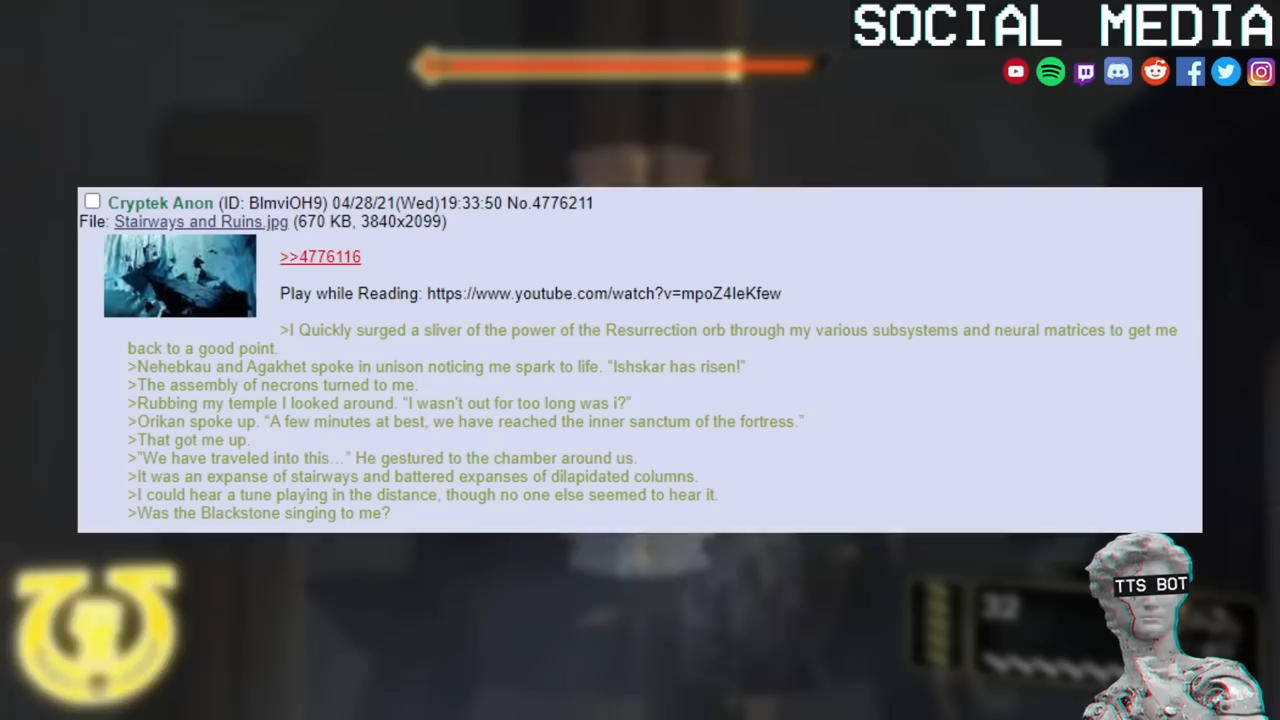 SOCIAL MEDIA
Cryptek Anon (ID: BlmviOH9) 04/28/21(Wed)19:33:50 No.4776211
File: Stairways and Ruins.jpg (670 KB, 3840x2099)
>>4776116
Play while Reading: https://www.youtube.com/watch?v=mpoZ4IeKfew
>I Quickly surged a sliver of the power of the Resurrection orb through my various subsystems and neural matrices to get me
back to a good point.
>Nehebkau and Agakhet spoke in unison noticing me spark to life. “Ishskar has risen!”
>The assembly of necrons turned to me.
>Rubbing my temple I looked around. “I wasn’t out for too long was i?”
>Orikan spoke up. “A few minutes at best, we have reached the inner sanctum of the fortress.”
>That got me up.
>”We have traveled into this…” He gestured to the chamber around us.
>It was an expanse of stairways and battered expanses of dilapidated columns.
>I could hear a tune playing in the distance, though no one else seemed to hear it.
>Was the Blackstone singing to me?
TTS BOT
32